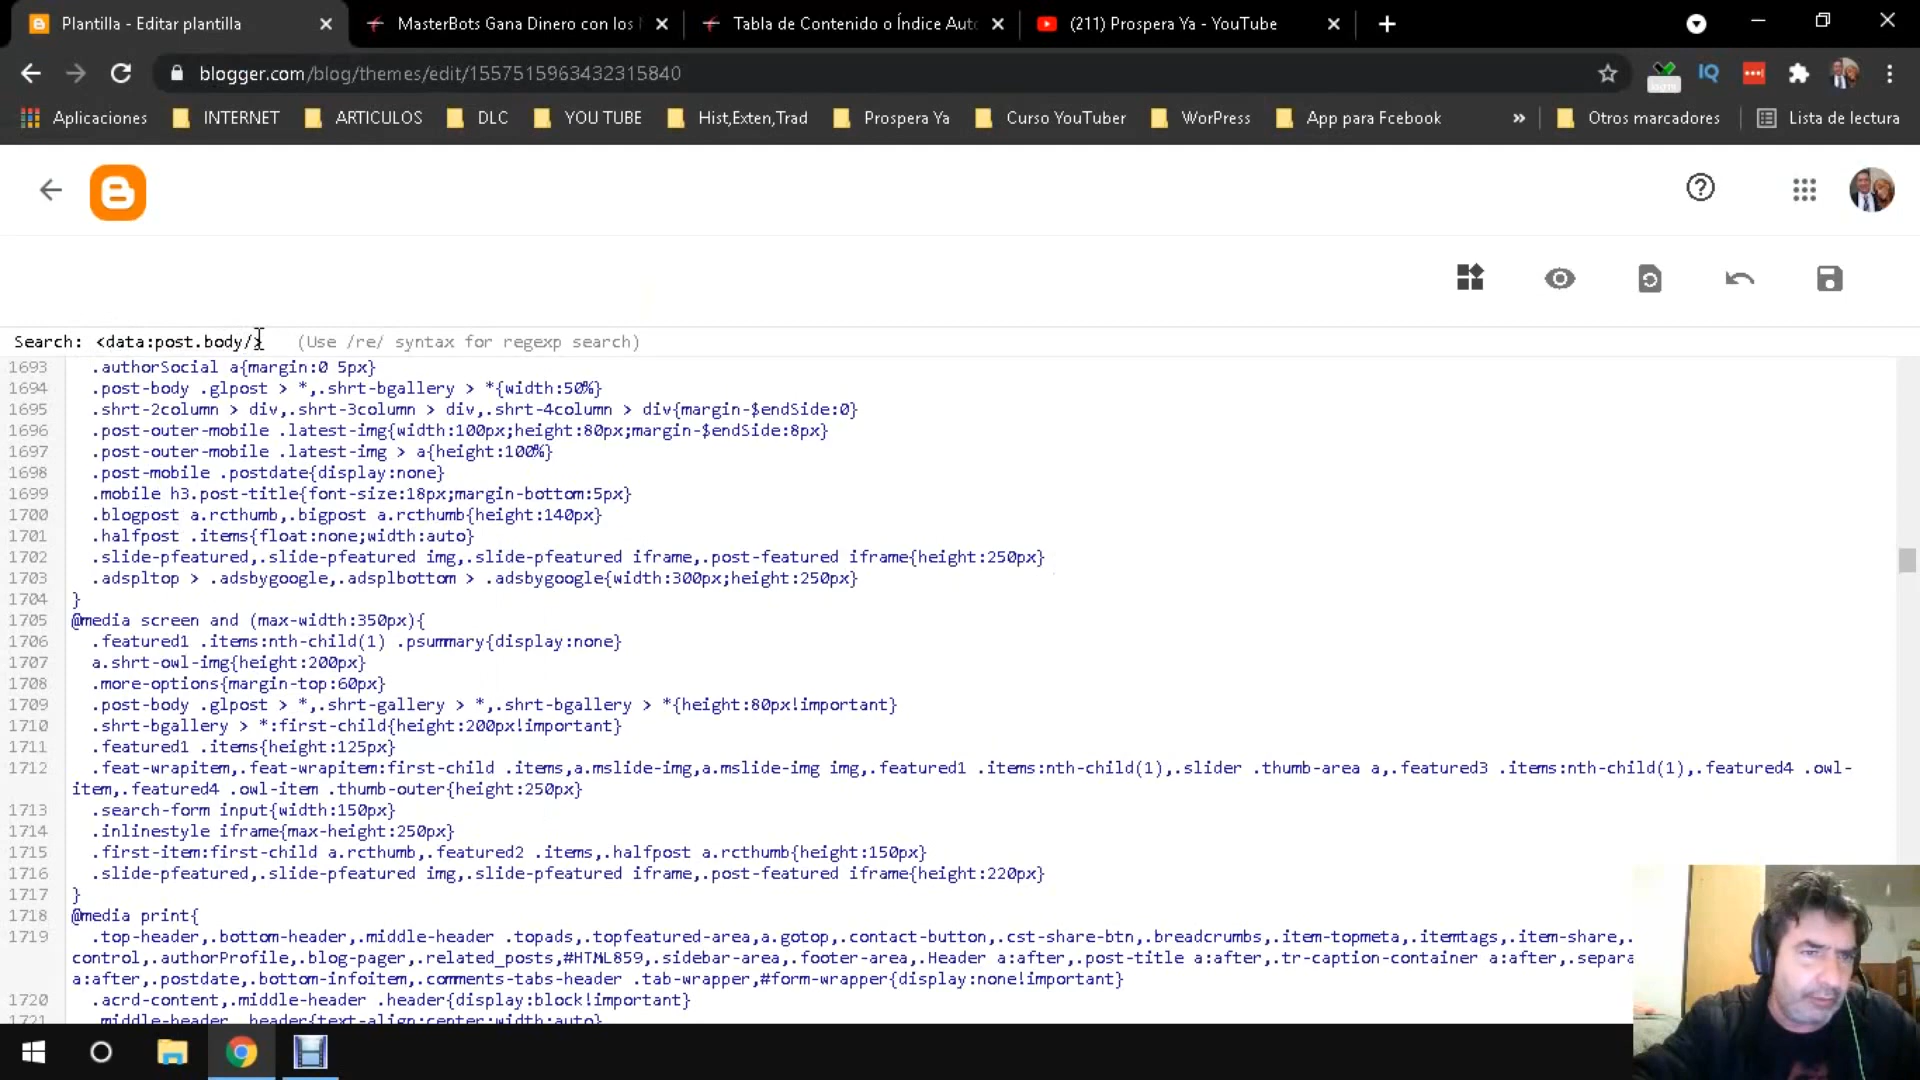 Plantilla - Editar plantilla
MasterBots Gana Dinero con los
Tabla de Contenido o Índice Auto
(211) Prospera Ya - YouTube
blogger.com/blog/themes/edit/1557515963432315840
IQ
Aplicaciones
INTERNET
ARTICULOS
DLC
YOU TUBE
Hist,Exten,Trad
Prospera Ya
Curso YouTuber
WorPress
App para Fcebook
Otros marcadores
Lista de lectura
Search: <data:post.body/> (Use /re/ syntax for regexp search)
1693 .authorSocial a{margin:0 5px}
1694 .post-body .glpost > *,.shrt-bgallery > *{width:50%}
1695 .shrt-2column > div,.shrt-3column > div,.shrt-4column > div{margin-$endSide:0}
1696 .post-outer-mobile .latest-img{width:100px;height:80px;margin-$endSide:8px}
1697 .post-outer-mobile .latest-img > a{height:100%}
1698 .post-mobile .postdate{display:none}
1699 .mobile h3.post-title{font-size:18px;margin-bottom:5px}
1700 .blogpost a.rcthumb,.bigpost a.rcthumb{height:140px}
1701 .halfpost .items{float:none;width:auto}
1702 .slide-pfeatured,.slide-pfeatured img,.slide-pfeatured iframe,.post-featured iframe{height:250px}
1703 .adspltop > .adsbygoogle,.adsplbottom > .adsbygoogle{width:300px;height:250px}
1704 }
1705 @media screen and (max-width:350px){
1706 .featured1 .items:nth-child(1) .psummary{display:none}
1707 a.shrt-owl-img{height:200px}
1708 .more-options{margin-top:60px}
1709 .post-body .glpost > *,.shrt-gallery > *,.shrt-bgallery > *{height:80px!important}
1710 .shrt-bgallery > *:first-child{height:200px!important}
1711 .featured1 .items{height:125px}
1712 .feat-wrapitem,.feat-wrapitem:first-child .items,a.mslide-img,a.mslide-img img,.featured1 .items:nth-child(1),.slider .thumb-area a,.featured3 .items:nth-child(1),.featured4 .owl-
item,.featured4 .owl-item .thumb-outer{height:250px}
1713 .search-form input{width:150px}
1714 .inlinestyle iframe{max-height:250px}
1715 .first-item:first-child a.rcthumb,.featured2 .items,.halfpost a.rcthumb{height:150px}
1716 .slide-pfeatured,.slide-pfeatured img,.slide-pfeatured iframe,.post-featured iframe{height:220px}
1717 }
1718 @media print{
1719 .top-header,.bottom-header,.middle-header .topads,.topfeatured-area,a.gotop,.contact-button,.cst-share-btn,.breadcrumbs,.item-topmeta,.itemtags,.item-share,.
control,.authorProfile,.blog-pager,.related_posts,#HTML859,.sidebar-area,.footer-area,.Header a:after,.post-title a:after,.tr-caption-container a:after,.separa
a:after,.postdate,.bottom-infoitem,.comments-tabs-header .tab-wrapper,#form-wrapper{display:none!important}
1720 .acrd-content,.middle-header .header{display:block!important}
1721 .middle-header .header{text-align:center;width:auto}